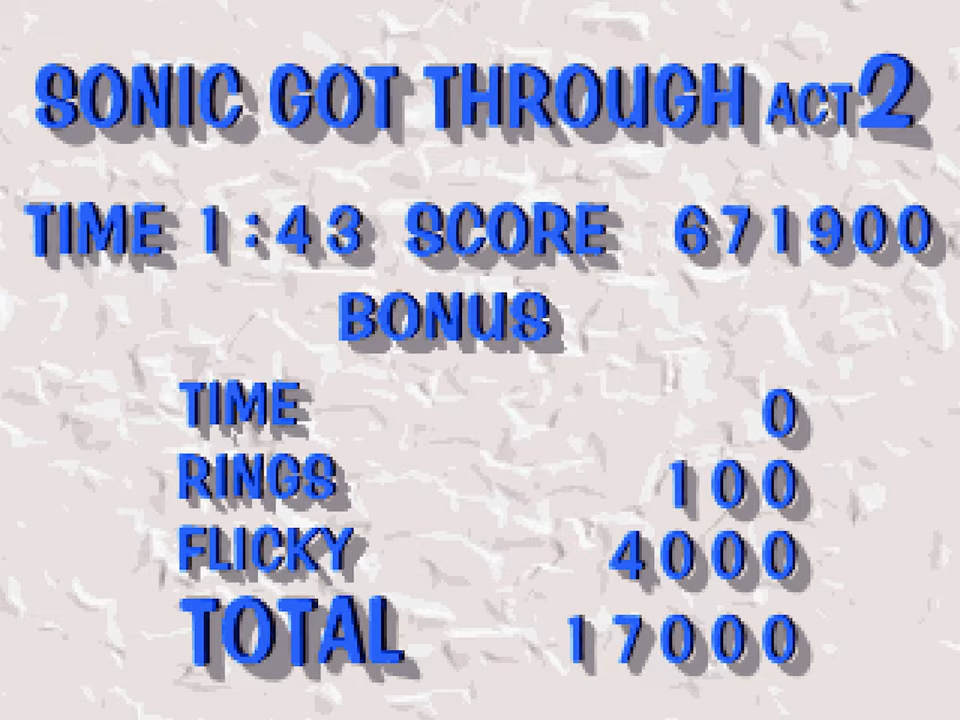 SONIC GOT THROUGH ACT 2
TIME 1:43 SCORE 671900
BONUS
TIME 0
RINGS 100
FLICKY 4000
TOTAL 17000